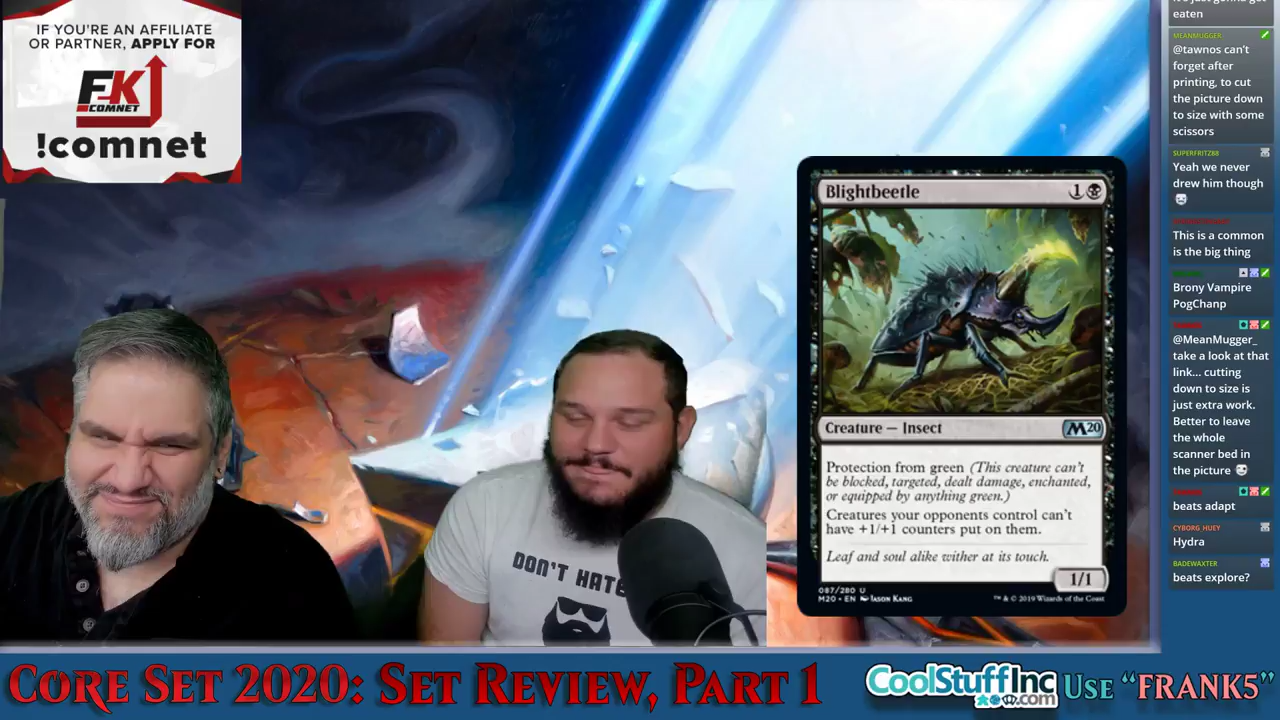 IF YOU'RE AN AFFILIATE
OR PARTNER, APPLY FOR
F2K
COMNET
!comnet
DON'T HATE
Blightbeetle
1
Creature — Insect
M20
Protection from green (This creature can't
be blocked, targeted, dealt damage, enchanted,
or equipped by anything green.)
Creatures your opponents control can't
have +1/+1 counters put on them.
Leaf and soul alike wither at its touch.
1/1
087/280 U
M20 • EN Jason Kang
™ & © 2019 Wizards of the Coast
eaten
MEANMUGGER_
@tawnos can't
forget after
printing, to cut
the picture down
to size with some
scissors
SUPERFRITZ88
Yeah we never
drew him though
This is a common
is the big thing
Brony Vampire
PogChanp
@MeanMugger_
take a look at that
link... cutting
down to size is
just extra work.
Better to leave
the whole
scanner bed in
the picture
beats adapt
CYBORG HUEY
Hydra
BADEWAXTER
beats explore?
Core Set 2020: Set Review, Part 1
CoolStuffInc
.com
Use "FRANK5"